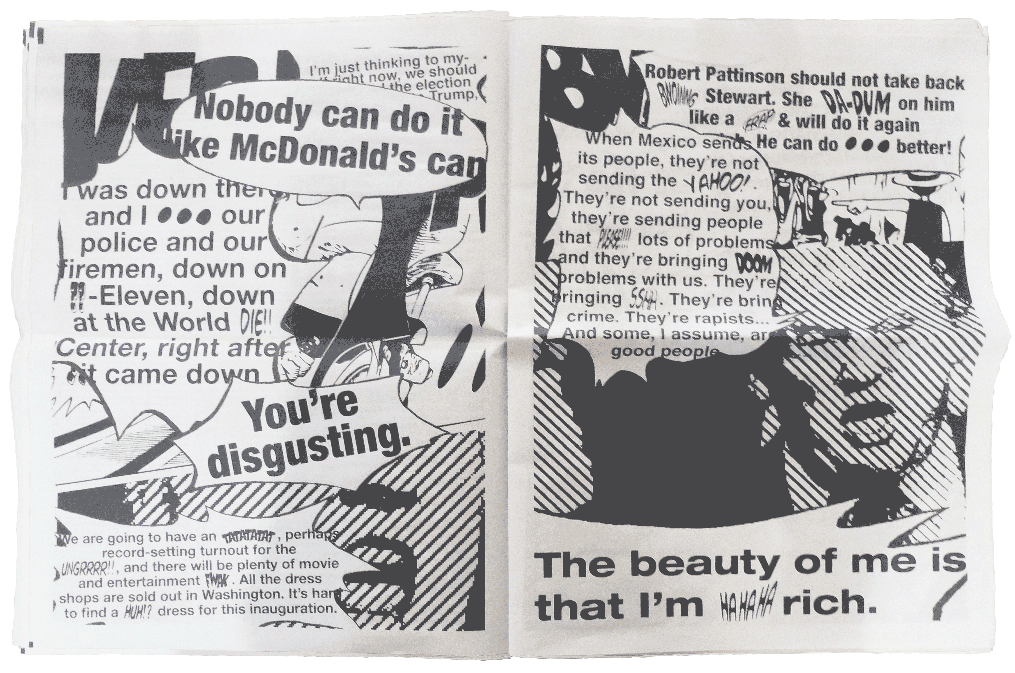 I'm just thinking to my-
right now, we should
the election
Trump,
Nobody can do it
like McDonald's can
I was down there
and I ●●● our
police and our
firemen, down on
⁇-Eleven, down
at the World DIE!!
Center, right after
it came down
You're
disgusting.
We are going to have an TATATATAT, perhaps
record-setting turnout for the
UNGRRRR!!, and there will be plenty of movie
and entertainment FWAK. All the dress
shops are sold out in Washington. It's hard
to find a HUH!? dress for this inauguration.
Robert Pattinson should not take back
Stewart. She DA-DUM on him
like a FRAP & will do it again
He can do ●●● better!
When Mexico sends
its people, they're not
sending the YAHOO!.
They're not sending you,
they're sending people
that PLEASE!!!! lots of problems
and they're bringing DOOM
problems with us. They're
bringing SSHH. They're bring
crime. They're rapists...
And some, I assume, are
good people
The beauty of me is
that I'm HAHAHA rich.